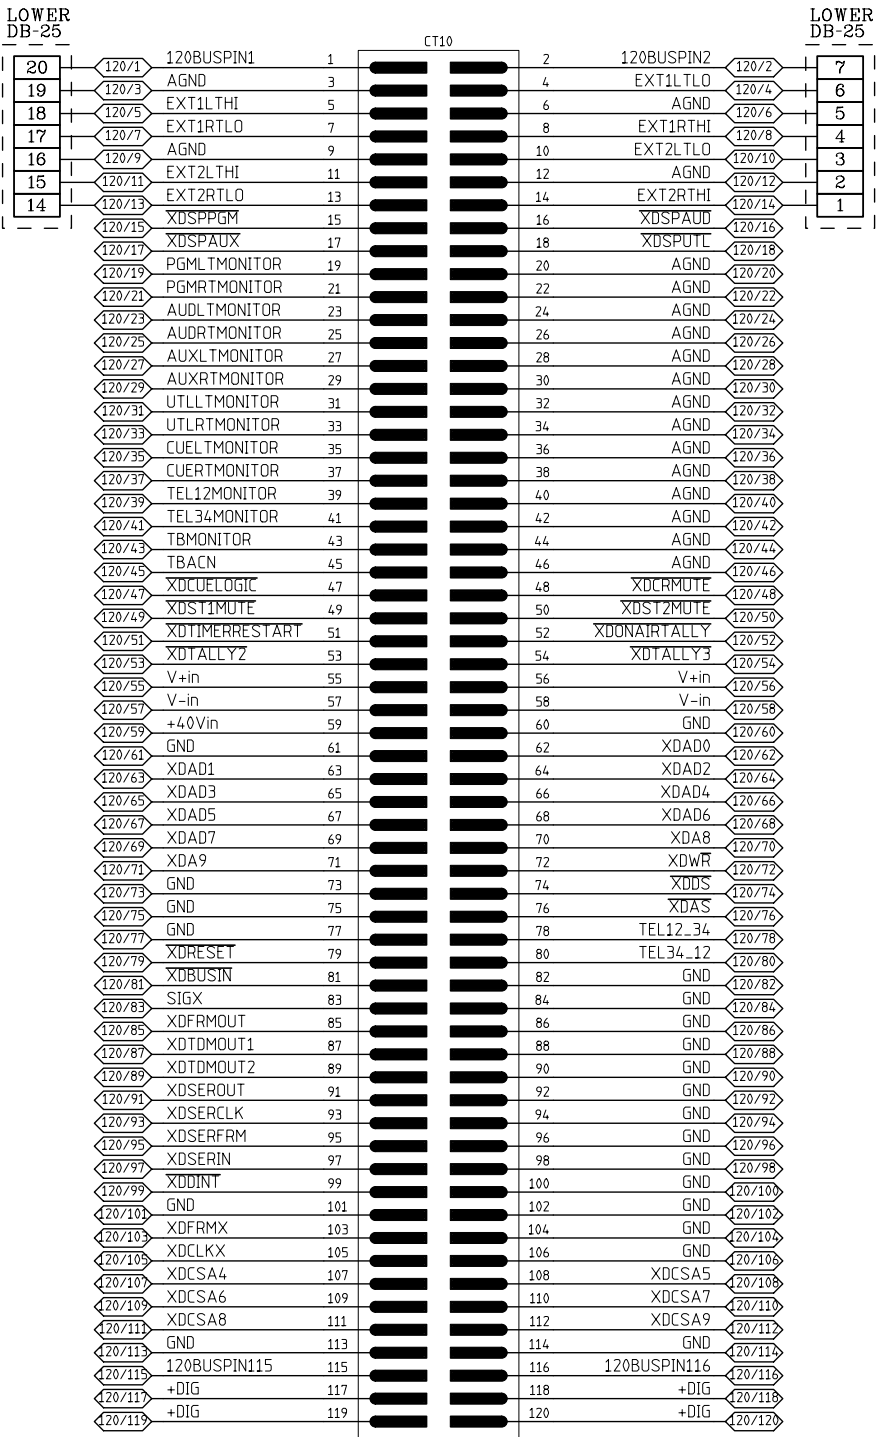 LOWER DB-25
LOWER DB-25
CT10
20 120/1 120BUSPIN1 1 2 120BUSPIN2 120/2 7
19 120/3 AGND 3 4 EXT1LTLO 120/4 6
18 120/5 EXT1LTHI 5 6 AGND 120/6 5
17 120/7 EXT1RTLO 7 8 EXT1RTHI 120/8 4
16 120/9 AGND 9 10 EXT2LTLO 120/10 3
15 120/11 EXT2LTHI 11 12 AGND 120/12 2
14 120/13 EXT2RTLO 13 14 EXT2RTHI 120/14 1
120/15 XDSPPGM 15 16 XDSPAUD 120/16
120/17 XDSPAUX 17 18 XDSPUTL 120/18
120/19 PGMLTMONITOR 19 20 AGND 120/20
120/21 PGMRTMONITOR 21 22 AGND 120/22
120/23 AUDLTMONITOR 23 24 AGND 120/24
120/25 AUDRTMONITOR 25 26 AGND 120/26
120/27 AUXLTMONITOR 27 28 AGND 120/28
120/29 AUXRTMONITOR 29 30 AGND 120/30
120/31 UTLLTMONITOR 31 32 AGND 120/32
120/33 UTLRTMONITOR 33 34 AGND 120/34
120/35 CUELTMONITOR 35 36 AGND 120/36
120/37 CUERTMONITOR 37 38 AGND 120/38
120/39 TEL12MONITOR 39 40 AGND 120/40
120/41 TEL34MONITOR 41 42 AGND 120/42
120/43 TBMONITOR 43 44 AGND 120/44
120/45 TBACN 45 46 AGND 120/46
120/47 XDCUELOGIC 47 48 XDCRMUTE 120/48
120/49 XDST1MUTE 49 50 XDST2MUTE 120/50
120/51 XDTIMERRESTART 51 52 XDONAIRTALLY 120/52
120/53 XDTALLY2 53 54 XDTALLY3 120/54
120/55 V+in 55 56 V+in 120/56
120/57 V-in 57 58 V-in 120/58
120/59 +40Vin 59 60 GND 120/60
120/61 GND 61 62 XDAD0 120/62
120/63 XDAD1 63 64 XDAD2 120/64
120/65 XDAD3 65 66 XDAD4 120/66
120/67 XDAD5 67 68 XDAD6 120/68
120/69 XDAD7 69 70 XDA8 120/70
120/71 XDA9 71 72 XDWR 120/72
120/73 GND 73 74 XDDS 120/74
120/75 GND 75 76 XDAS 120/76
120/77 GND 77 78 TEL12_34 120/78
120/79 XDRESET 79 80 TEL34_12 120/80
120/81 XDBUSIN 81 82 GND 120/82
120/83 SIGX 83 84 GND 120/84
120/85 XDFRMOUT 85 86 GND 120/86
120/87 XDTDMOUT1 87 88 GND 120/88
120/89 XDTDMOUT2 89 90 GND 120/90
120/91 XDSEROUT 91 92 GND 120/92
120/93 XDSERCLK 93 94 GND 120/94
120/95 XDSERFRM 95 96 GND 120/96
120/97 XDSERIN 97 98 GND 120/98
120/99 XDDINT 99 100 GND 120/100
120/101 GND 101 102 GND 120/102
120/103 XDFRMX 103 104 GND 120/104
120/105 XDCLKX 105 106 GND 120/106
120/107 XDCSA4 107 108 XDCSA5 120/108
120/109 XDCSA6 109 110 XDCSA7 120/110
120/111 XDCSA8 111 112 XDCSA9 120/112
120/113 GND 113 114 GND 120/114
120/115 120BUSPIN115 115 116 120BUSPIN116 120/116
120/117 +DIG 117 118 +DIG 120/118
120/119 +DIG 119 120 +DIG 120/120